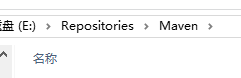 盘 (E:) > Repositories > Maven >
名称